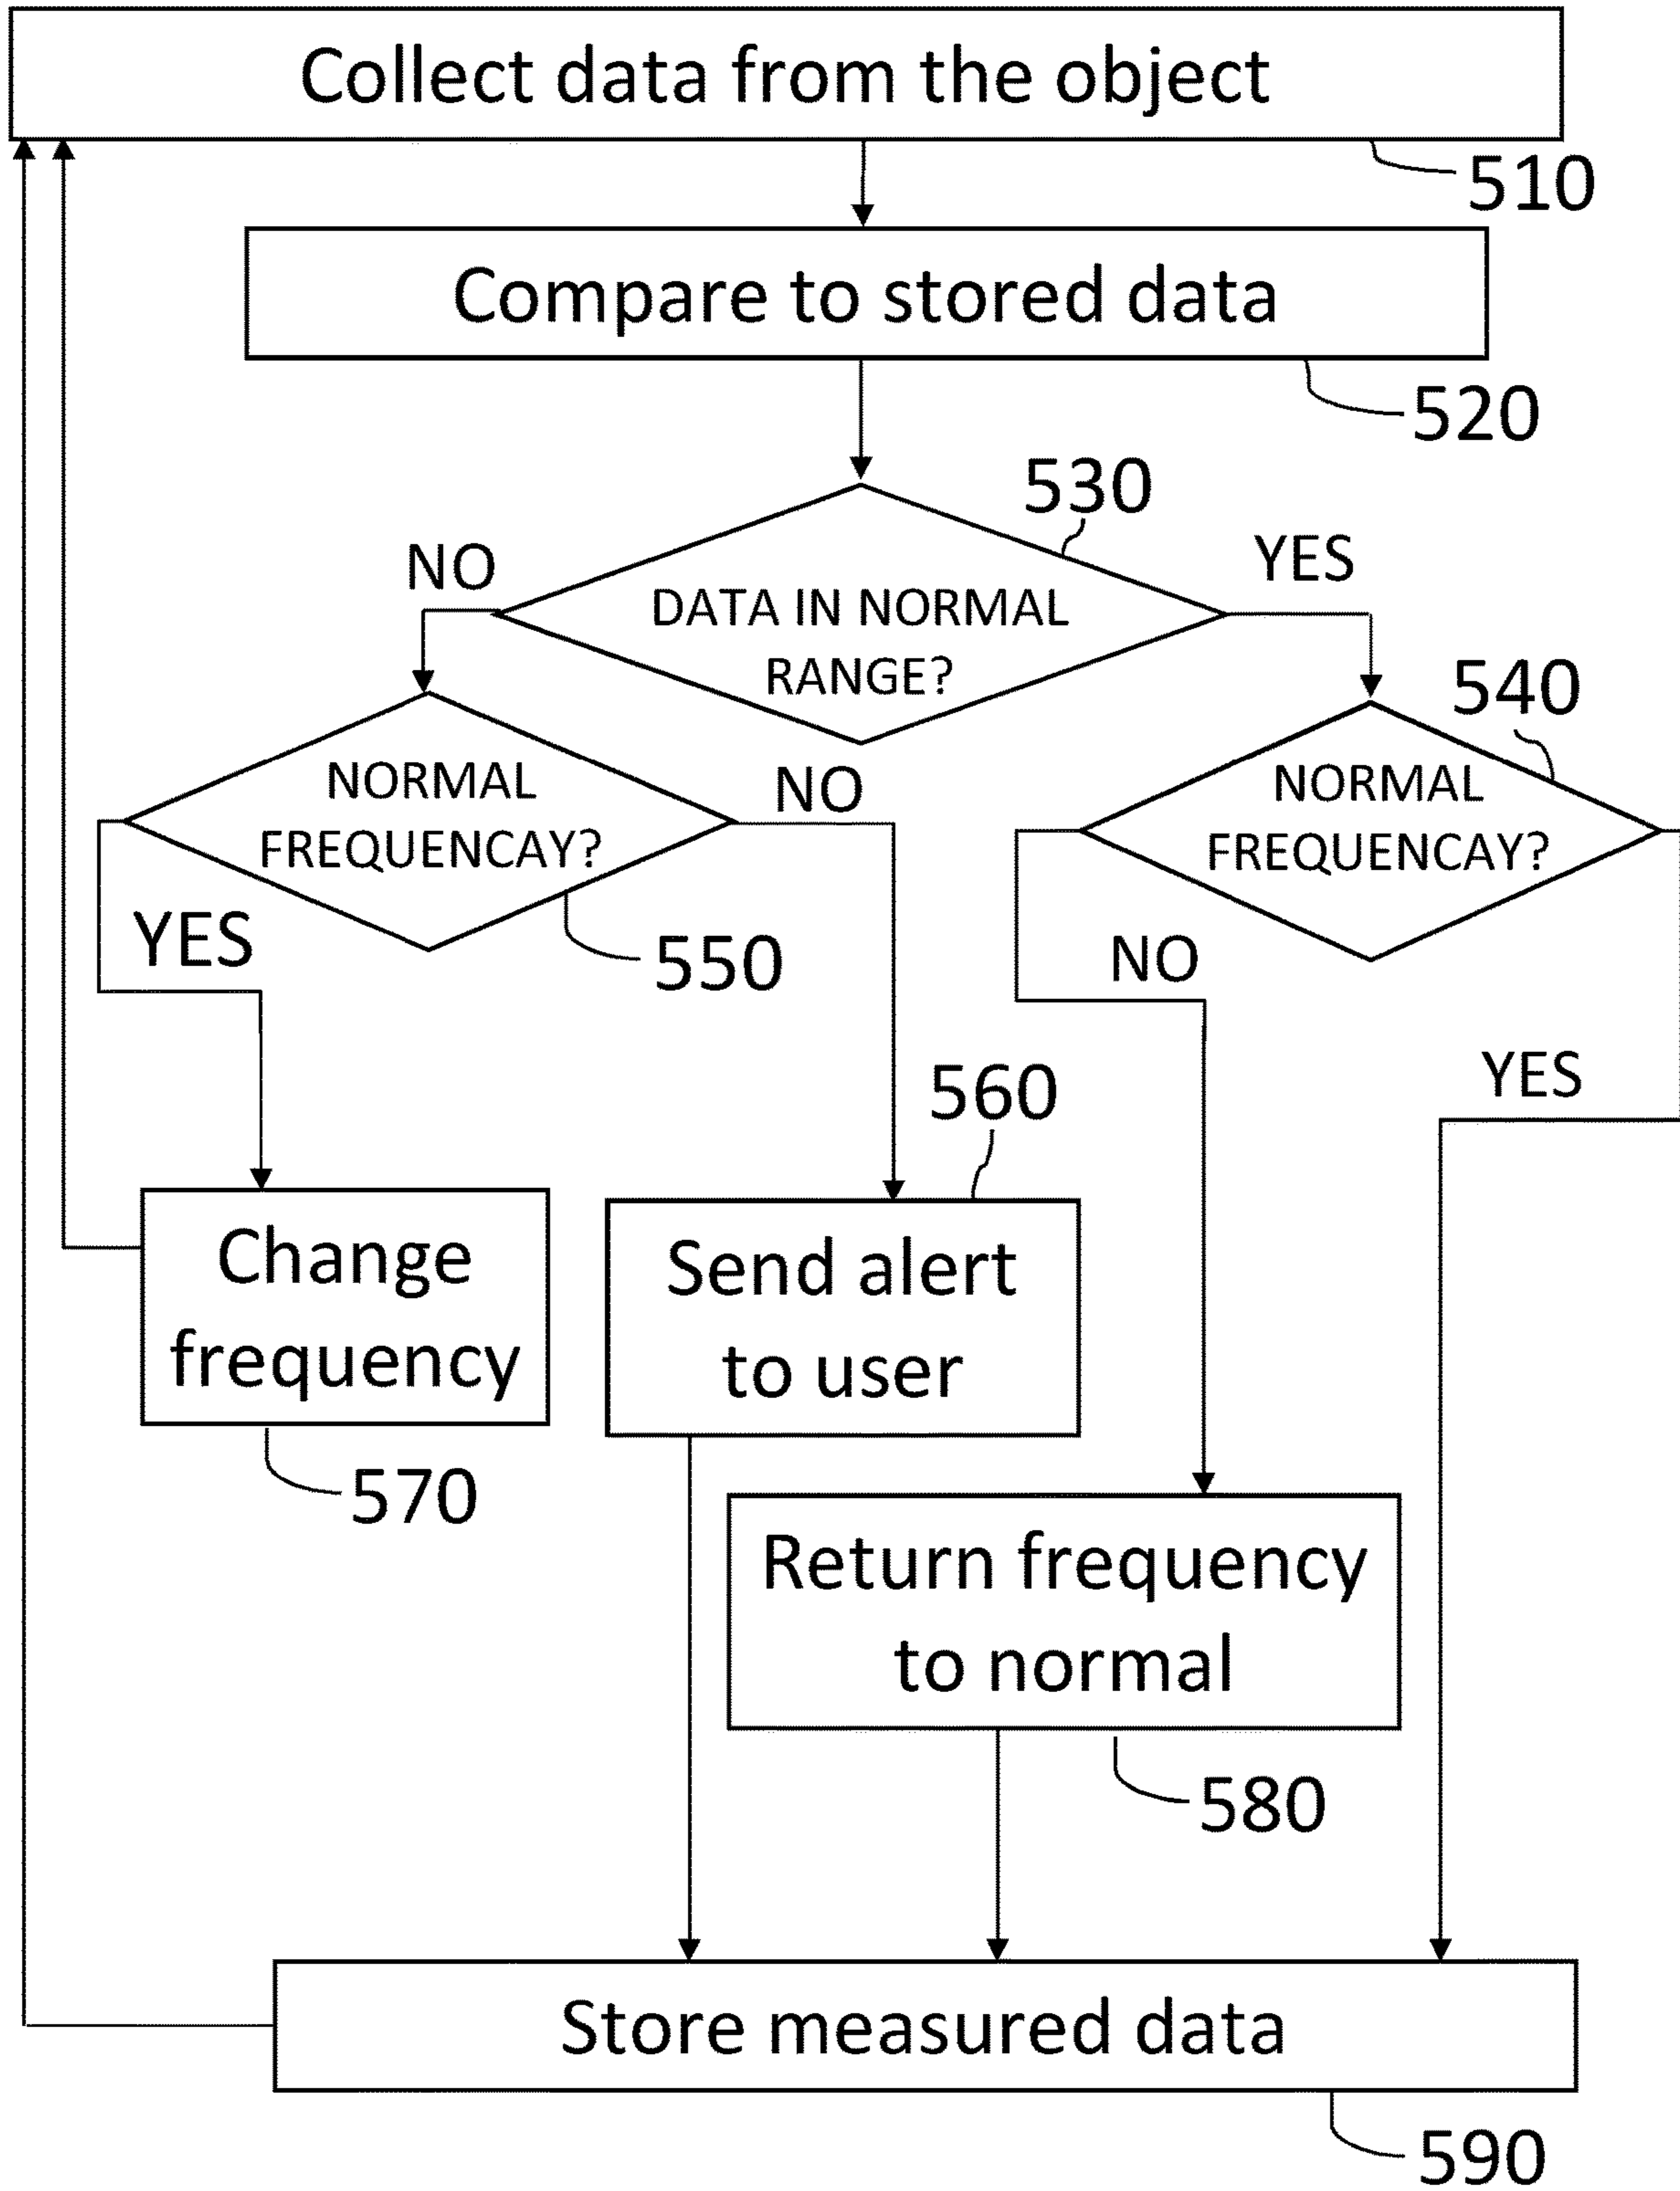 Collect data from the object
510
Compare to stored data
520
530
NO
YES
DATA IN NORMAL
RANGE?
540
NORMAL
FREQUENCAY?
NO
NORMAL
FREQUENCAY?
YES
550
NO
YES
560
Change
frequency
Send alert
to user
570
Return frequency
to normal
580
Store measured data
590